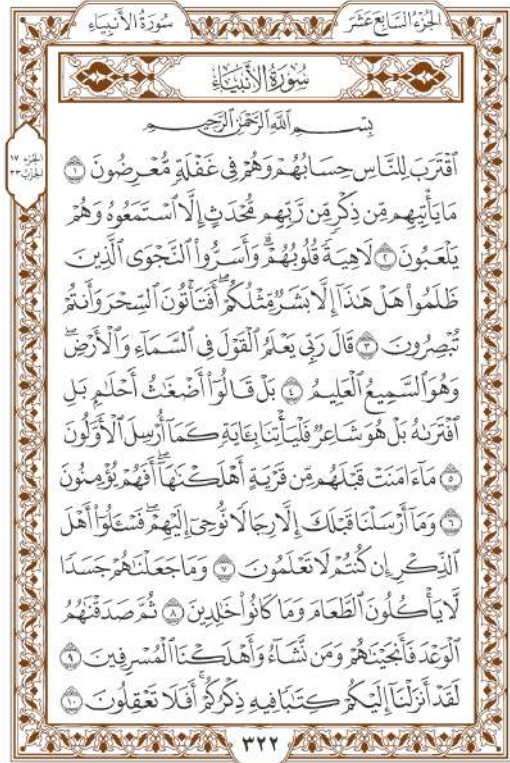 الجزء السابع عشر
سورة الأنبياء
سُورَةُ الأَنبِيَاءِ
بِسْمِ ٱللَّهِ ٱلرَّحْمَٰنِ ٱلرَّحِيمِ
الجزء ١٧
الحزب ٣٣
ٱقْتَرَبَ لِلنَّاسِ حِسَابُهُمْ وَهُمْ فِى غَفْلَةٍ مُّعْرِضُونَ ١
مَا يَأْتِيهِم مِّن ذِكْرٍ مِّن رَّبِّهِم مُّحْدَثٍ إِلَّا ٱسْتَمَعُوهُ وَهُمْ
يَلْعَبُونَ ٢ لَاهِيَةً قُلُوبُهُمْ ۗ وَأَسَرُّوا۟ ٱلنَّجْوَى ٱلَّذِينَ
ظَلَمُوا۟ هَلْ هَٰذَآ إِلَّا بَشَرٌ مِّثْلُكُمْ ۖ أَفَتَأْتُونَ ٱلسِّحْرَ وَأَنتُمْ
تُبْصِرُونَ ٣ قَالَ رَبِّى يَعْلَمُ ٱلْقَوْلَ فِى ٱلسَّمَآءِ وَٱلْأَرْضِ ۖ
وَهُوَ ٱلسَّمِيعُ ٱلْعَلِيمُ ٤ بَلْ قَالُوٓا۟ أَضْغَٰثُ أَحْلَٰمٍۭ بَلِ
ٱفْتَرَىٰهُ بَلْ هُوَ شَاعِرٌ فَلْيَأْتِنَا بِـَٔايَةٍ كَمَآ أُرْسِلَ ٱلْأَوَّلُونَ
٥ مَآ ءَامَنَتْ قَبْلَهُم مِّن قَرْيَةٍ أَهْلَكْنَٰهَآ ۖ أَفَهُمْ يُؤْمِنُونَ
٦ وَمَآ أَرْسَلْنَا قَبْلَكَ إِلَّا رِجَالًا نُّوحِىٓ إِلَيْهِمْ ۖ فَسْـَٔلُوٓا۟ أَهْلَ
ٱلذِّكْرِ إِن كُنتُمْ لَا تَعْلَمُونَ ٧ وَمَا جَعَلْنَٰهُمْ جَسَدًا
لَّا يَأْكُلُونَ ٱلطَّعَامَ وَمَا كَانُوا۟ خَٰلِدِينَ ٨ ثُمَّ صَدَقْنَٰهُمُ
ٱلْوَعْدَ فَأَنجَيْنَٰهُمْ وَمَن نَّشَآءُ وَأَهْلَكْنَا ٱلْمُسْرِفِينَ ٩
لَقَدْ أَنزَلْنَآ إِلَيْكُمْ كِتَٰبًا فِيهِ ذِكْرُكُمْ ۖ أَفَلَا تَعْقِلُونَ ١٠
٣٢٢